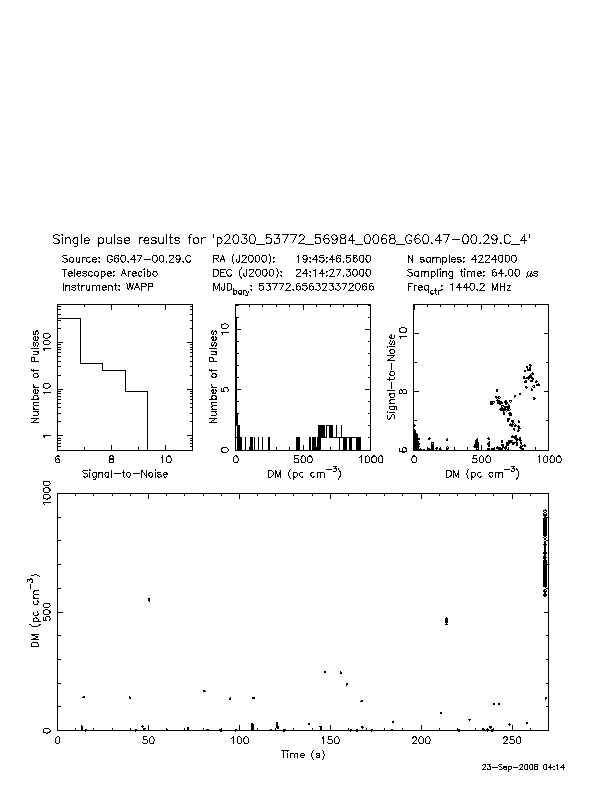 Single pulse results for 'p2030_53772_56984_0068_G60.47-00.29.C_4'
Source: G60.47-00.29.C RA (J2000): 19:45:46.5600 N samples: 4224000
Telescope: Arecibo DEC (J2000): 24:14:27.3000 Sampling time: 64.00 μs
Instrument: WAPP MJDbary: 53772.656323372066 Freqctr: 1440.2 MHz
Number of Pulses
1 10 100
6 8 10
Signal-to-Noise
Number of Pulses
0 5 10
0 500 1000
DM (pc cm-3)
Signal-to-Noise
6 8 10
0 500 1000
DM (pc cm-3)
DM (pc cm-3)
0 500 1000
0 50 100 150 200 250
Time (s)
23-Sep-2008 04:14